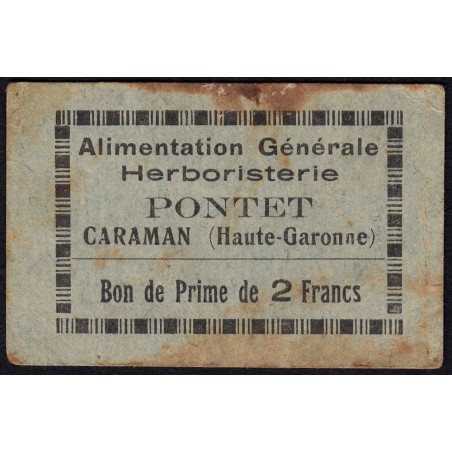 Alimentation Générale
Herboristerie
PONTET
CARAMAN (Haute-Garonne)
Bon de Prime de 2 Francs